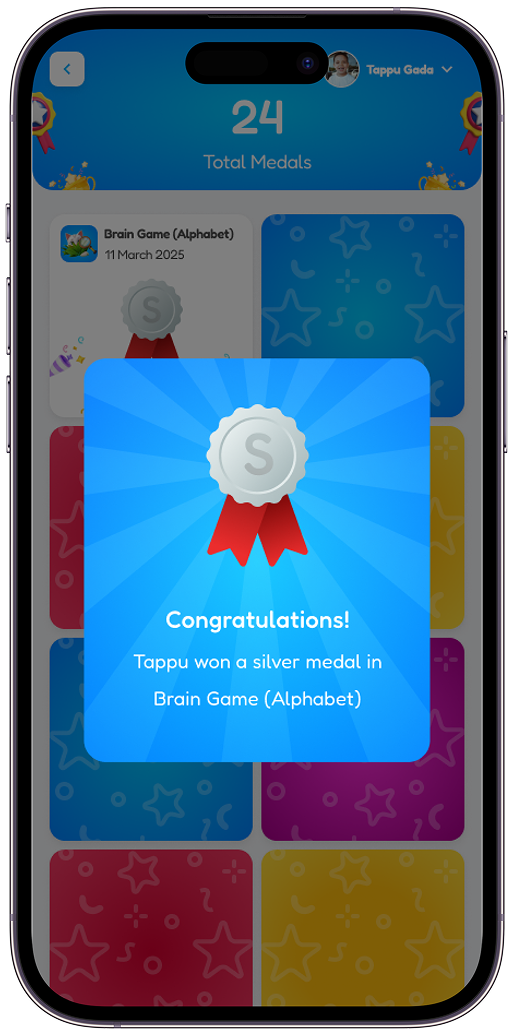 Tappu Gada
24
Total Medals
Brain Game (Alphabet)
11 March 2025
S
S
Congratulations!
Tappu won a silver medal in
Brain Game (Alphabet)